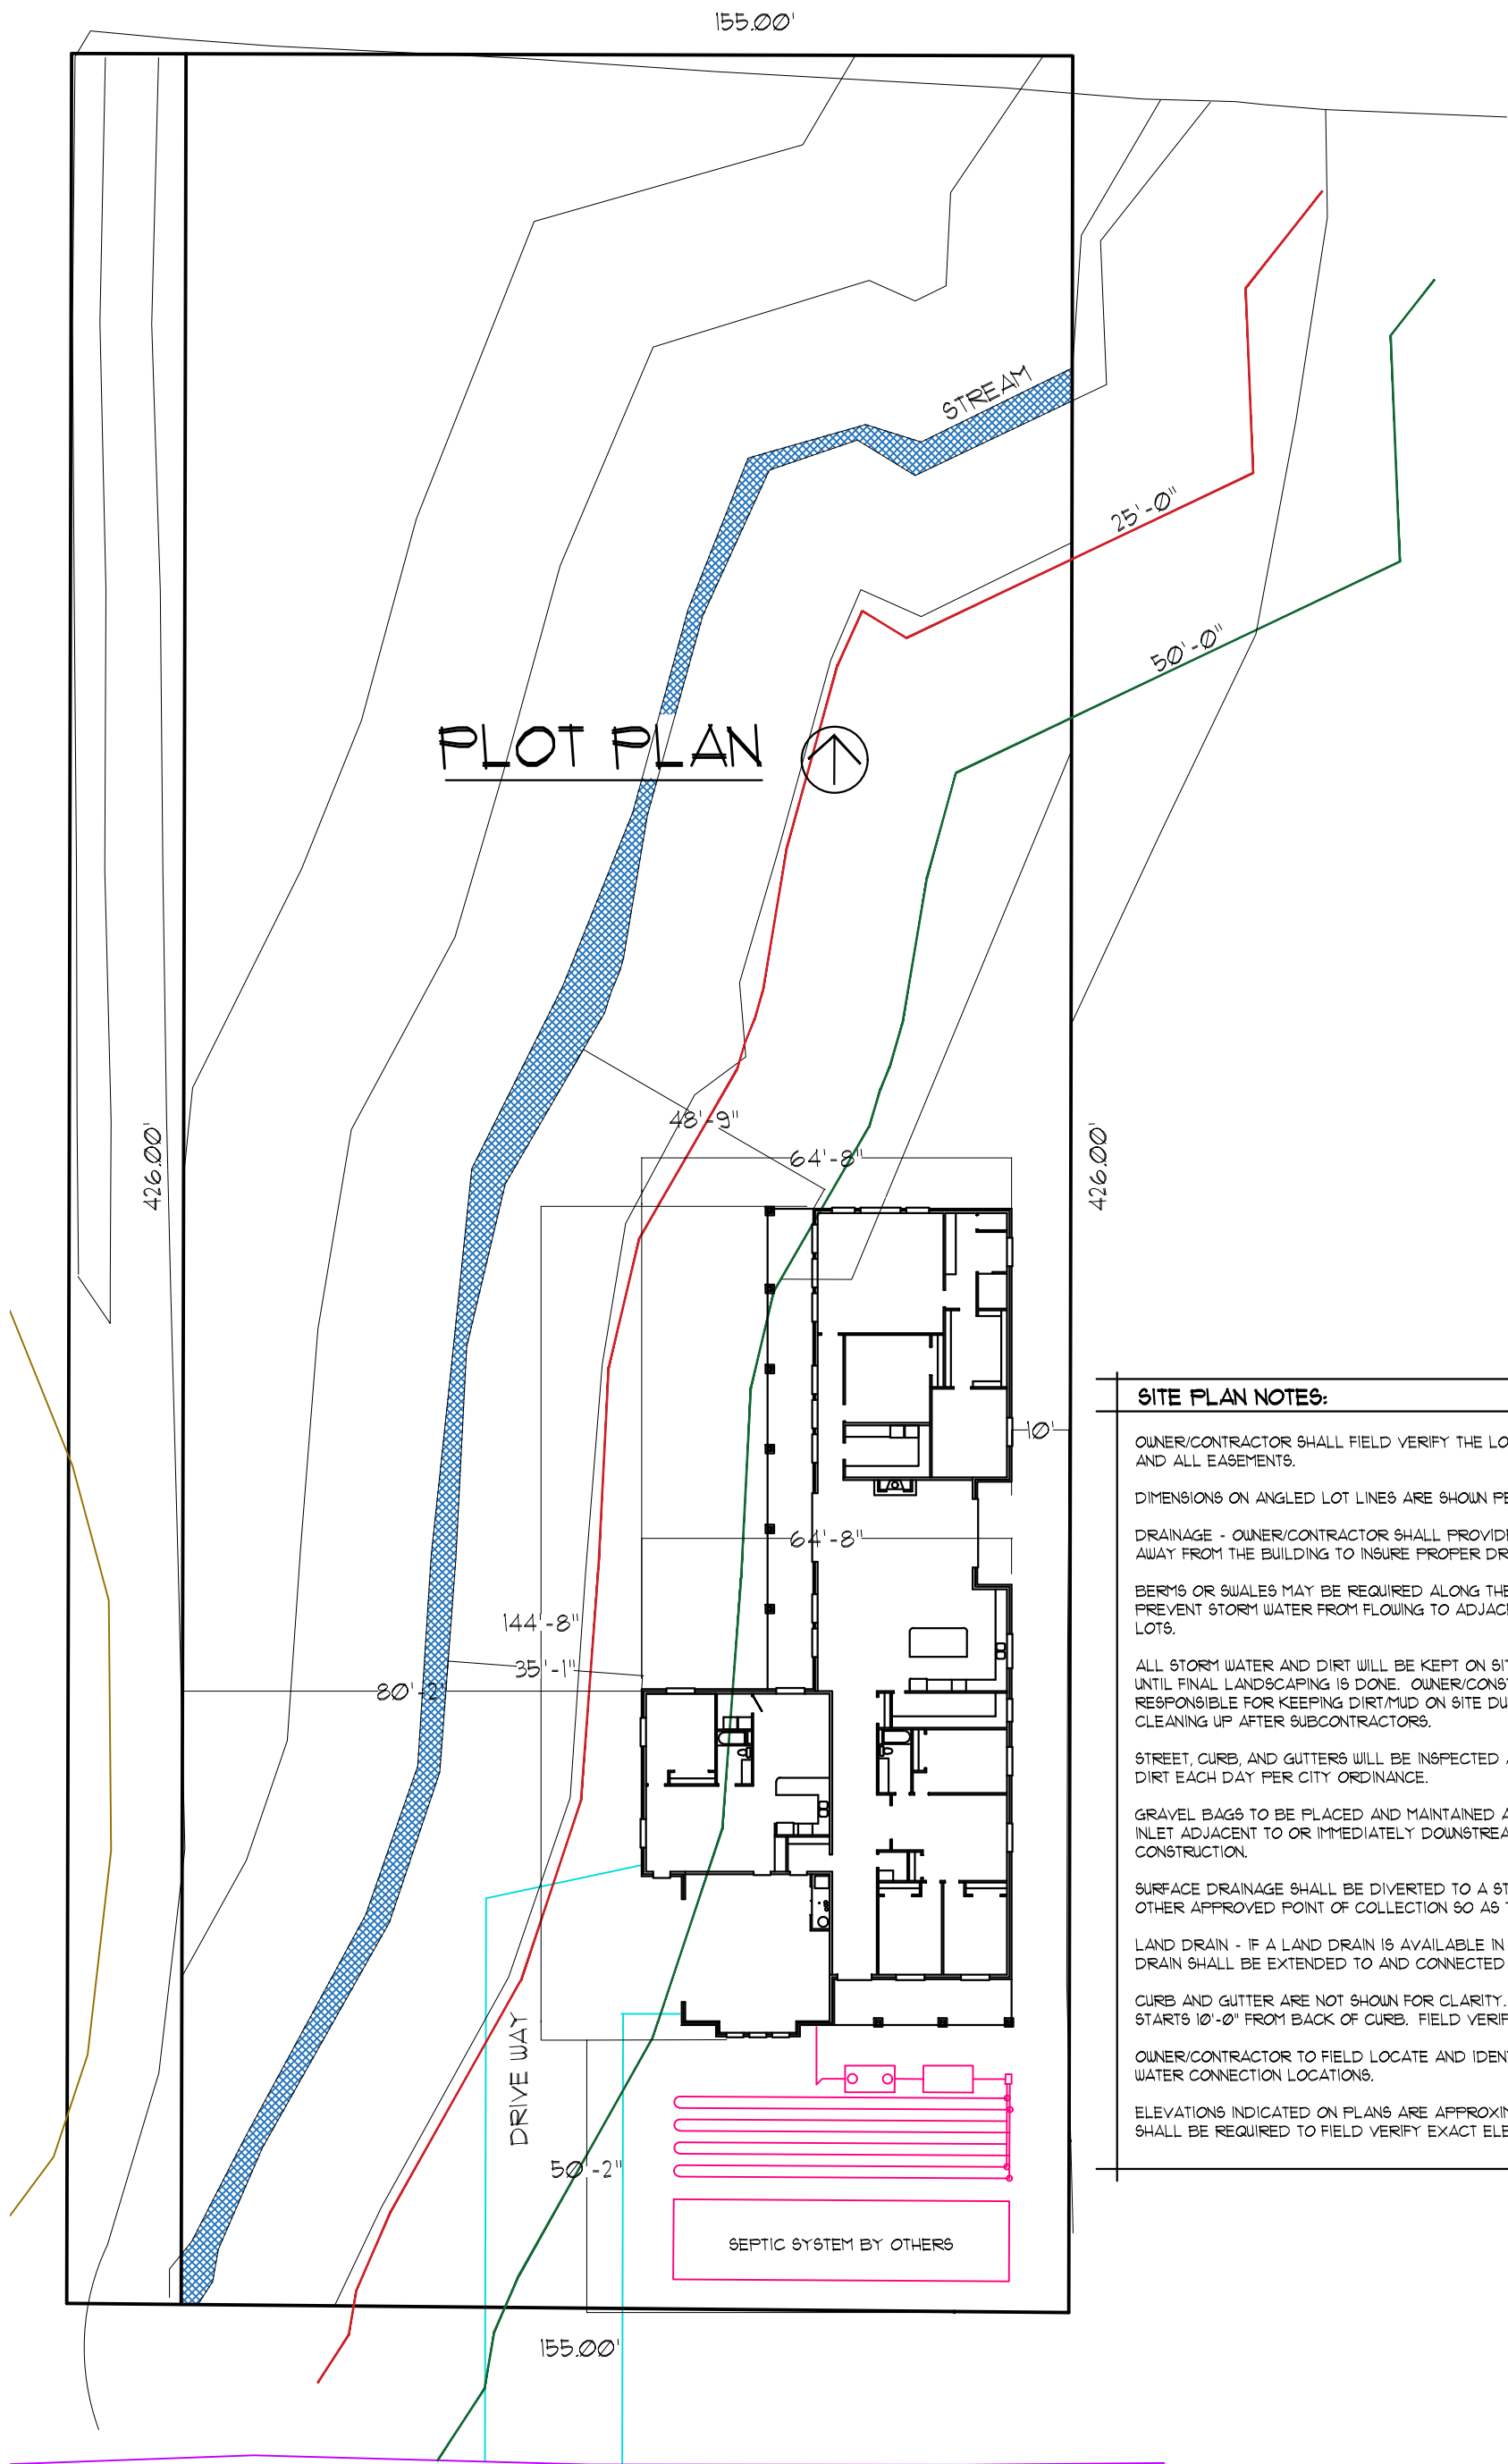 155.00'
STREAM
25'-0"
50'-0"
PLOT PLAN
48'-9"
64'-8"
426.00'
426.00'
10'
64'-8"
144'-8"
35'-1"
80'-2"
DRIVE WAY
50'-2"
SEPTIC SYSTEM BY OTHERS
155.00'
SITE PLAN NOTES:
OWNER/CONTRACTOR SHALL FIELD VERIFY THE LO
AND ALL EASEMENTS.
DIMENSIONS ON ANGLED LOT LINES ARE SHOWN PE
DRAINAGE - OWNER/CONTRACTOR SHALL PROVIDE
AWAY FROM THE BUILDING TO INSURE PROPER DR
BERMS OR SWALES MAY BE REQUIRED ALONG THE
PREVENT STORM WATER FROM FLOWING TO ADJAC
LOTS.
ALL STORM WATER AND DIRT WILL BE KEPT ON SIT
UNTIL FINAL LANDSCAPING IS DONE. OWNER/CONS
RESPONSIBLE FOR KEEPING DIRT/MUD ON SITE DU
CLEANING UP AFTER SUBCONTRACTORS.
STREET, CURB, AND GUTTERS WILL BE INSPECTED A
DIRT EACH DAY PER CITY ORDINANCE.
GRAVEL BAGS TO BE PLACED AND MAINTAINED A
INLET ADJACENT TO OR IMMEDIATELY DOWNSTREA
CONSTRUCTION.
SURFACE DRAINAGE SHALL BE DIVERTED TO A ST
OTHER APPROVED POINT OF COLLECTION SO AS T
LAND DRAIN - IF A LAND DRAIN IS AVAILABLE IN
DRAIN SHALL BE EXTENDED TO AND CONNECTED
CURB AND GUTTER ARE NOT SHOWN FOR CLARITY.
STARTS 10'-0" FROM BACK OF CURB. FIELD VERIF
OWNER/CONTRACTOR TO FIELD LOCATE AND IDEN
WATER CONNECTION LOCATIONS.
ELEVATIONS INDICATED ON PLANS ARE APPROXI
SHALL BE REQUIRED TO FIELD VERIFY EXACT ELE